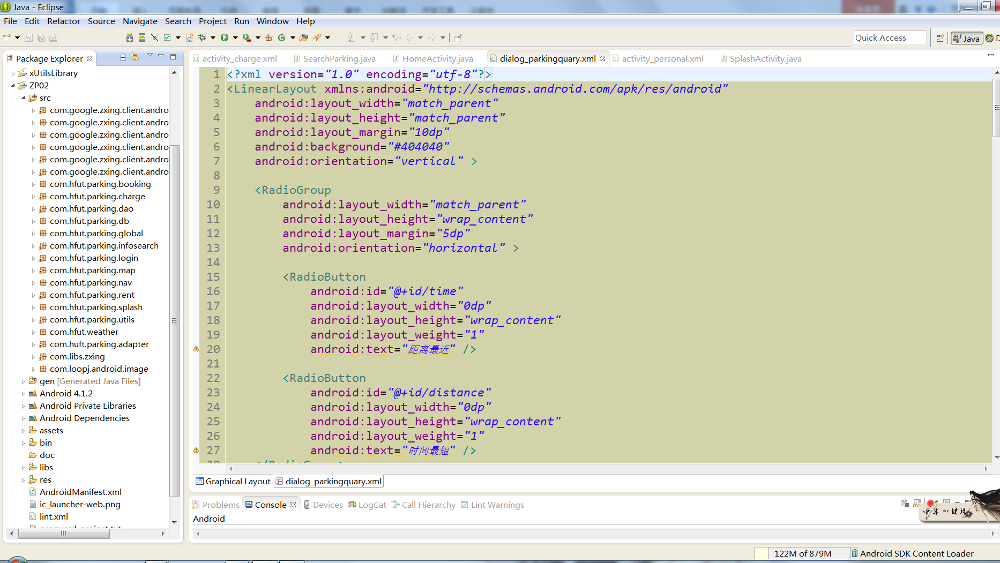 Java - Eclipse
File Edit Refactor Source Navigate Search Project Run Window Help
Quick Access
Java
Package Explorer
activity_charge.xml SearchParking.java HomeActivity.java dialog_parkingquary.xml activity_personal.xml SplashActivity.java
xUtilsLibrary
ZP02
src
com.google.zxing.client.andro
com.google.zxing.client.andro
com.google.zxing.client.andro
com.google.zxing.client.andro
com.google.zxing.client.andro
com.google.zxing.client.andro
com.hfut.parking.booking
com.hfut.parking.charge
com.hfut.parking.dao
com.hfut.parking.db
com.hfut.parking.global
com.hfut.parking.infosearch
com.hfut.parking.login
com.hfut.parking.map
com.hfut.parking.nav
com.hfut.parking.rent
com.hfut.parking.splash
com.hfut.parking.utils
com.hfut.weather
com.huft.parking.adapter
com.libs.zxing
com.loopj.android.image
gen [Generated Java Files]
Android 4.1.2
Android Private Libraries
Android Dependencies
assets
bin
doc
libs
res
AndroidManifest.xml
ic_launcher-web.png
lint.xml
1 <?xml version="1.0" encoding="utf-8"?>
2 <LinearLayout xmlns:android="http://schemas.android.com/apk/res/android"
3 android:layout_width="match_parent"
4 android:layout_height="match_parent"
5 android:layout_margin="10dp"
6 android:background="#404040"
7 android:orientation="vertical" >
8
9 <RadioGroup
10 android:layout_width="match_parent"
11 android:layout_height="wrap_content"
12 android:layout_margin="5dp"
13 android:orientation="horizontal" >
14
15 <RadioButton
16 android:id="@+id/time"
17 android:layout_width="0dp"
18 android:layout_height="wrap_content"
19 android:layout_weight="1"
20 android:text="距离最近" />
21
22 <RadioButton
23 android:id="@+id/distance"
24 android:layout_width="0dp"
25 android:layout_height="wrap_content"
26 android:layout_weight="1"
27 android:text="时间最短" />
Graphical Layout dialog_parkingquary.xml
Problems Console Devices LogCat Call Hierarchy Lint Warnings
Android
122M of 879M Android SDK Content Loader